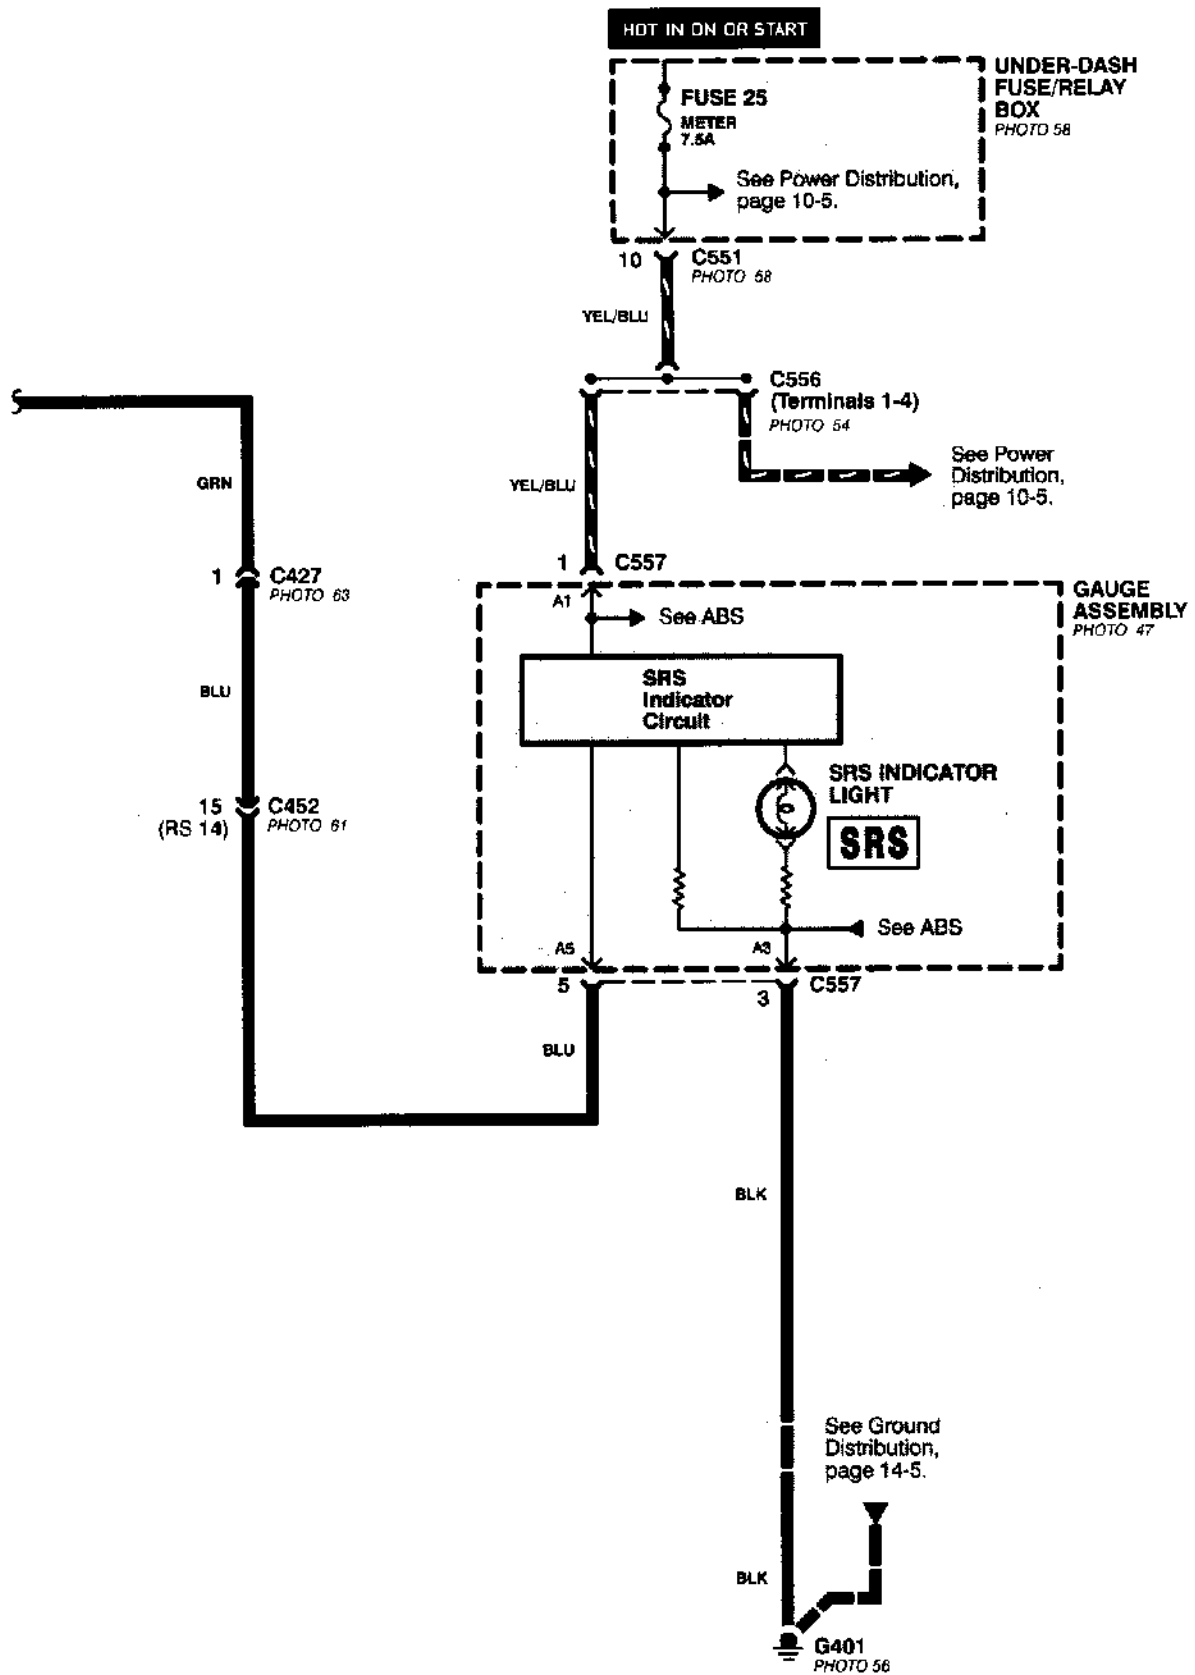 HOT IN ON OR START
UNDER-DASH
FUSE/RELAY
BOX
PHOTO 58
FUSE 25
METER
7.5A
See Power Distribution,
page 10-5.
10
C551
PHOTO 58
YEL/BLU
C556
(Terminals 1-4)
PHOTO 54
See Power
Distribution,
page 10-5.
GRN
YEL/BLU
1
C557
1
C427
PHOTO 63
GAUGE
ASSEMBLY
PHOTO 47
A1
See ABS
SRS
Indicator
Circuit
BLU
SRS INDICATOR
LIGHT
SRS
15
(RS 14)
C452
PHOTO 61
See ABS
A5
A3
5
3
C557
BLU
BLK
See Ground
Distribution,
page 14-5.
BLK
G401
PHOTO 56